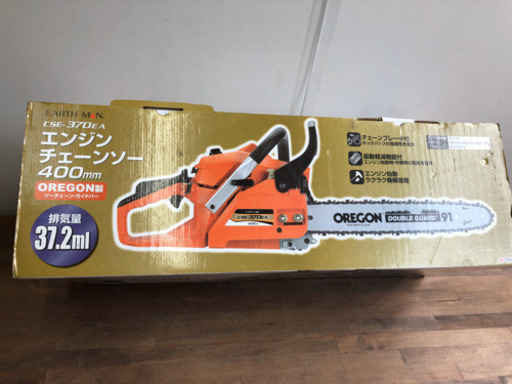 EARTH MAN
CSE-370EA
エンジン
チェーンソー
400mm
OREGON製
ソーチェーン・ガイドバー
排気量
37.2ml
チェーンブレーキ付
振動軽減機能付
エンジン始動
ラクラク機構搭載
CSE-370EA
OREGON
DOUBLE GUARD
91